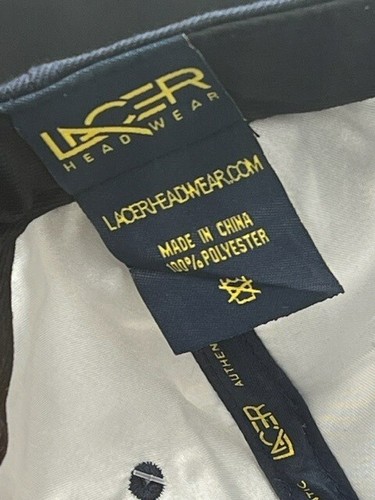 LACER
HEADWEAR
LACERHEADWEAR.COM
MADE IN CHINA
100% POLYESTER
LACER